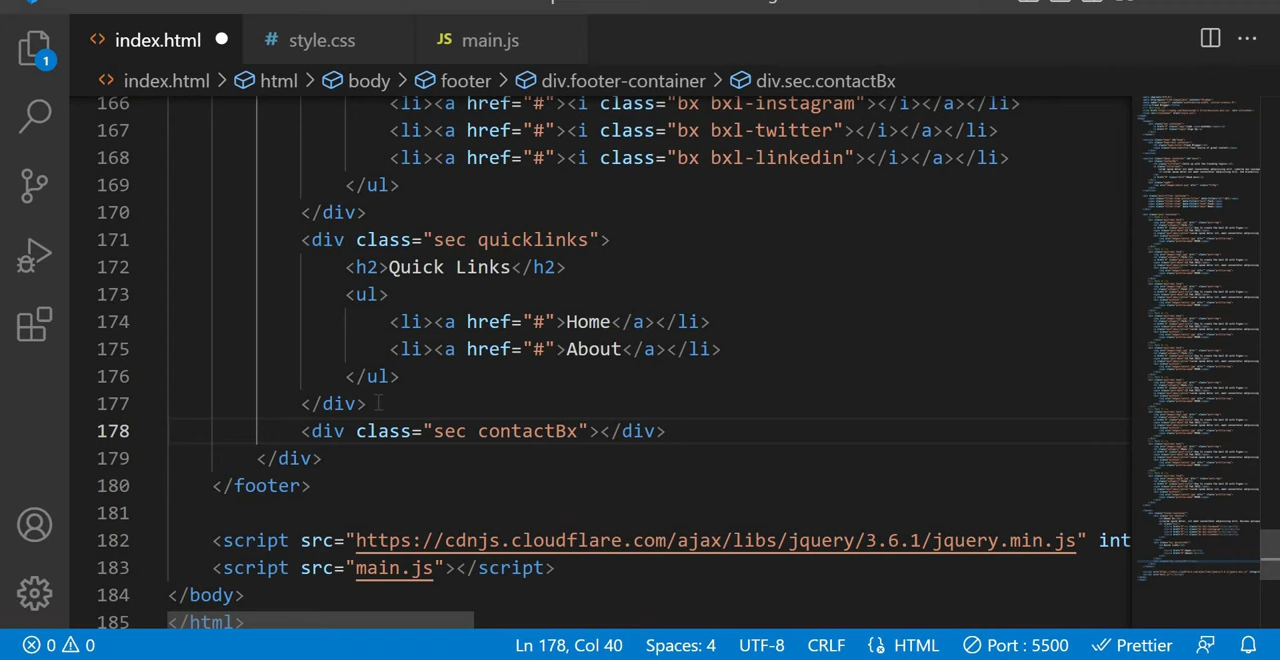 index.html
style.css
JS main.js
index.html > html > body > footer > div.footer-container > div.sec.contactBx
1
166 <li><a href="#"><i class="bx bxl-instagram"></i></a></li>
167 <li><a href="#"><i class="bx bxl-twitter"></i></a></li>
168 <li><a href="#"><i class="bx bxl-linkedin"></i></a></li>
169 </ul>
170 </div>
171 <div class="sec quicklinks">
172 <h2>Quick Links</h2>
173 <ul>
174 <li><a href="#">Home</a></li>
175 <li><a href="#">About</a></li>
176 </ul>
177 </div>
178 <div class="sec contactBx"></div>
179 </div>
180 </footer>
181
182 <script src="https://cdnjs.cloudflare.com/ajax/libs/jquery/3.6.1/jquery.min.js" int
183 <script src="main.js"></script>
184 </body>
185 </html>
0 0 Ln 178, Col 40 Spaces: 4 UTF-8 CRLF HTML Port : 5500 Prettier